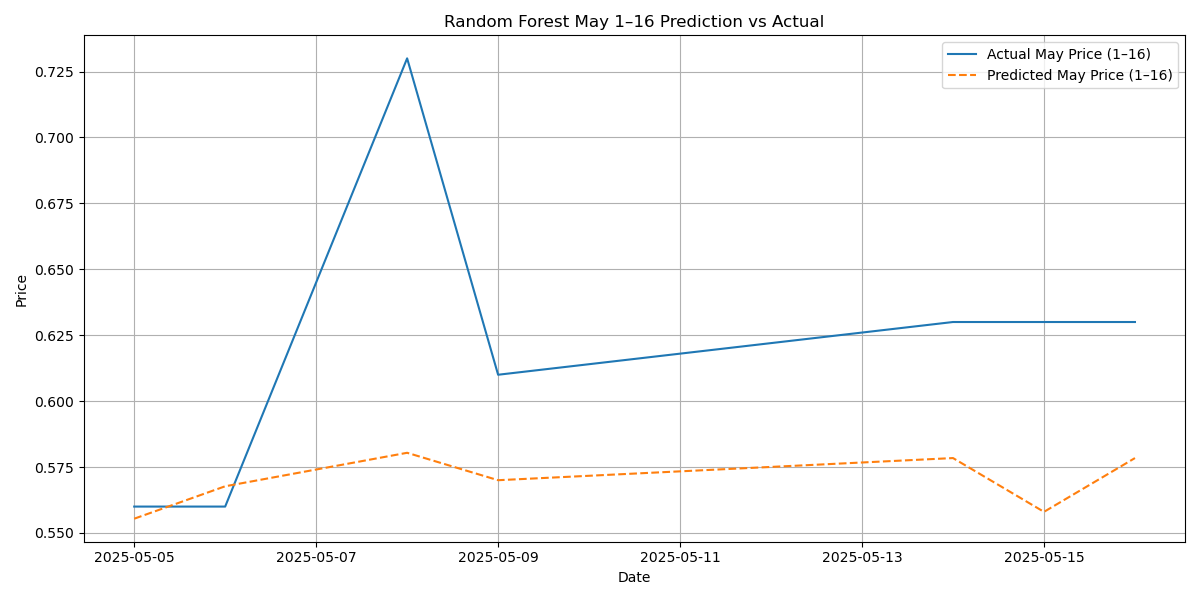 Random Forest May 1–16 Prediction vs Actual
Actual May Price (1–16)
Predicted May Price (1–16)
Price
0.725
0.700
0.675
0.650
0.625
0.600
0.575
0.550
2025-05-05 2025-05-07 2025-05-09 2025-05-11 2025-05-13 2025-05-15
Date